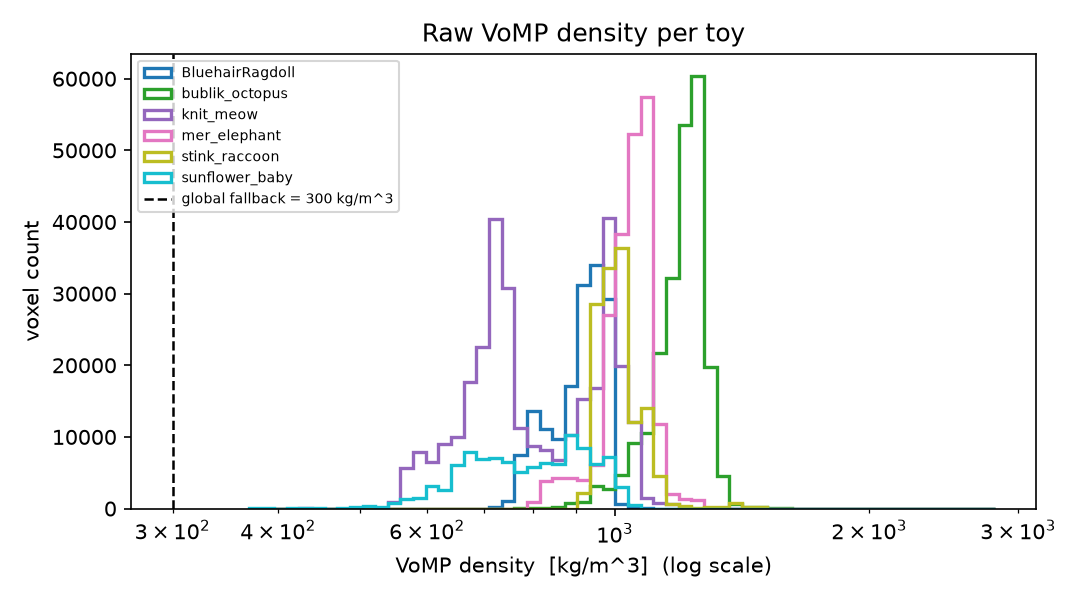 Raw VoMP density per toy
BluehairRagdoll
bublik_octopus
knit_meow
mer_elephant
stink_raccoon
sunflower_baby
global fallback = 300 kg/m^3
voxel count
60000
50000
40000
30000
20000
10000
0
3 × 10² 4 × 10² 6 × 10² 10³ 2 × 10³ 3 × 10³
VoMP density [kg/m^3] (log scale)